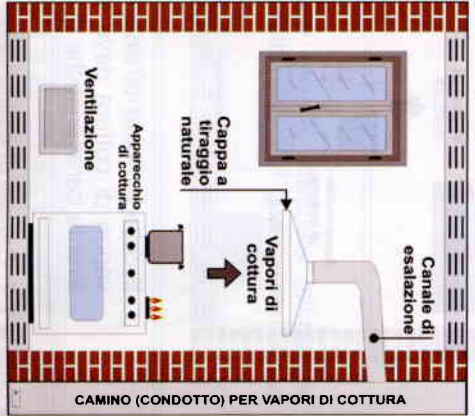 Canale di
esalazione
Cappa a
tiraggio
naturale
Vapori di
cottura
Apparecchio
di cottura
Ventilazione
CAMINO (CONDOTTO) PER VAPORI DI COTTURA